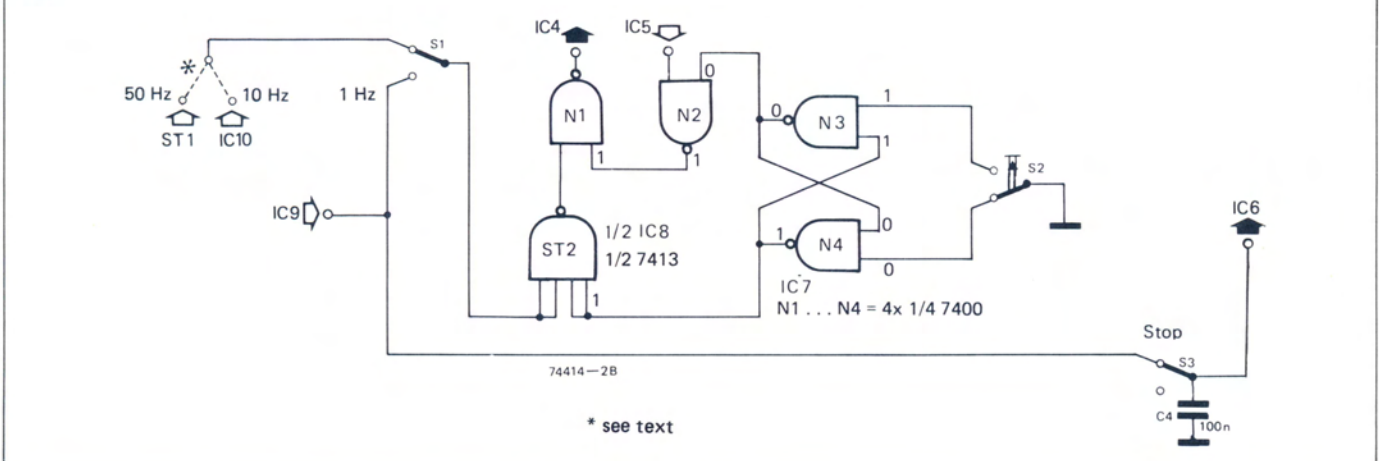 IC4
IC5
S1
*
50 Hz
10 Hz
1 Hz
ST1
IC10
N1
N2
0
1
1
N3
0
1
1
S2
IC9
ST2
1/2 IC8
1/2 7413
1
N4
1
0
0
IC7
N1 . . . N4 = 4x 1/4 7400
IC6
Stop
S3
C4
100n
74414—2B
* see text